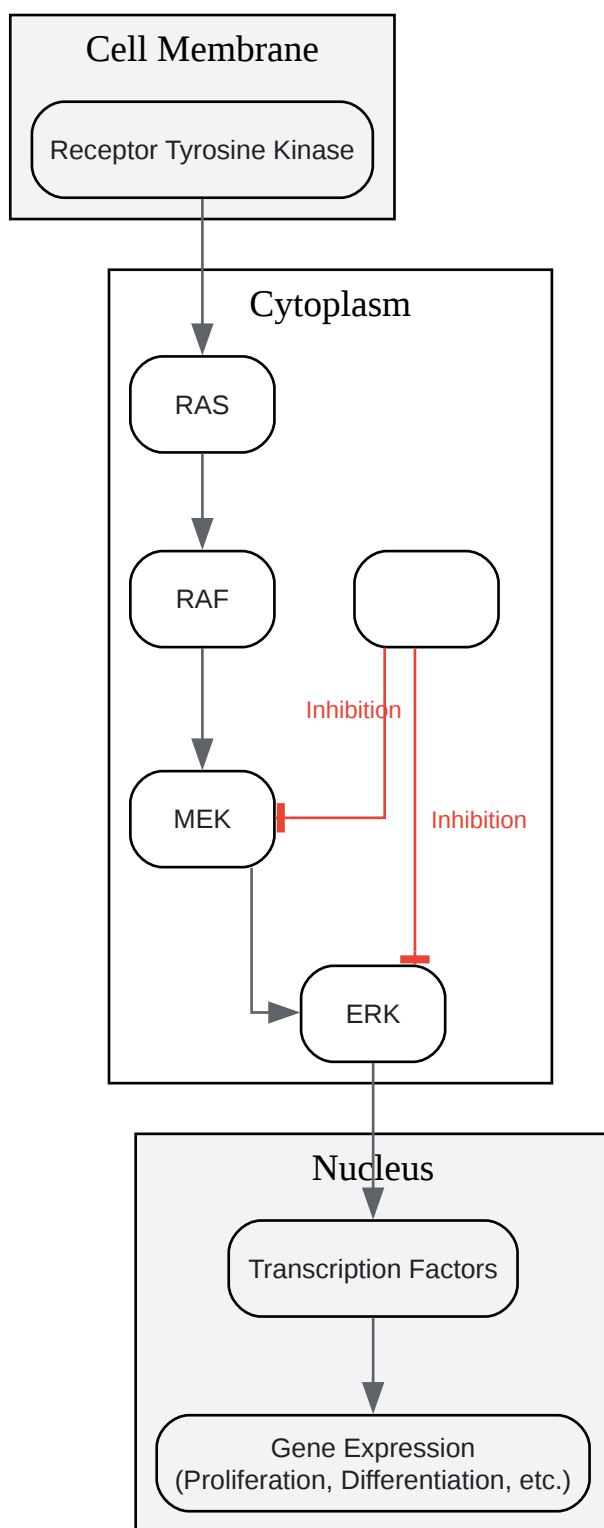 Cell Membrane
Receptor Tyrosine Kinase
Cytoplasm
RAS
RAF
Inhibition
MEK
Inhibition
ERK
Nucleus
Transcription Factors
Gene Expression
(Proliferation, Differentiation, etc.)